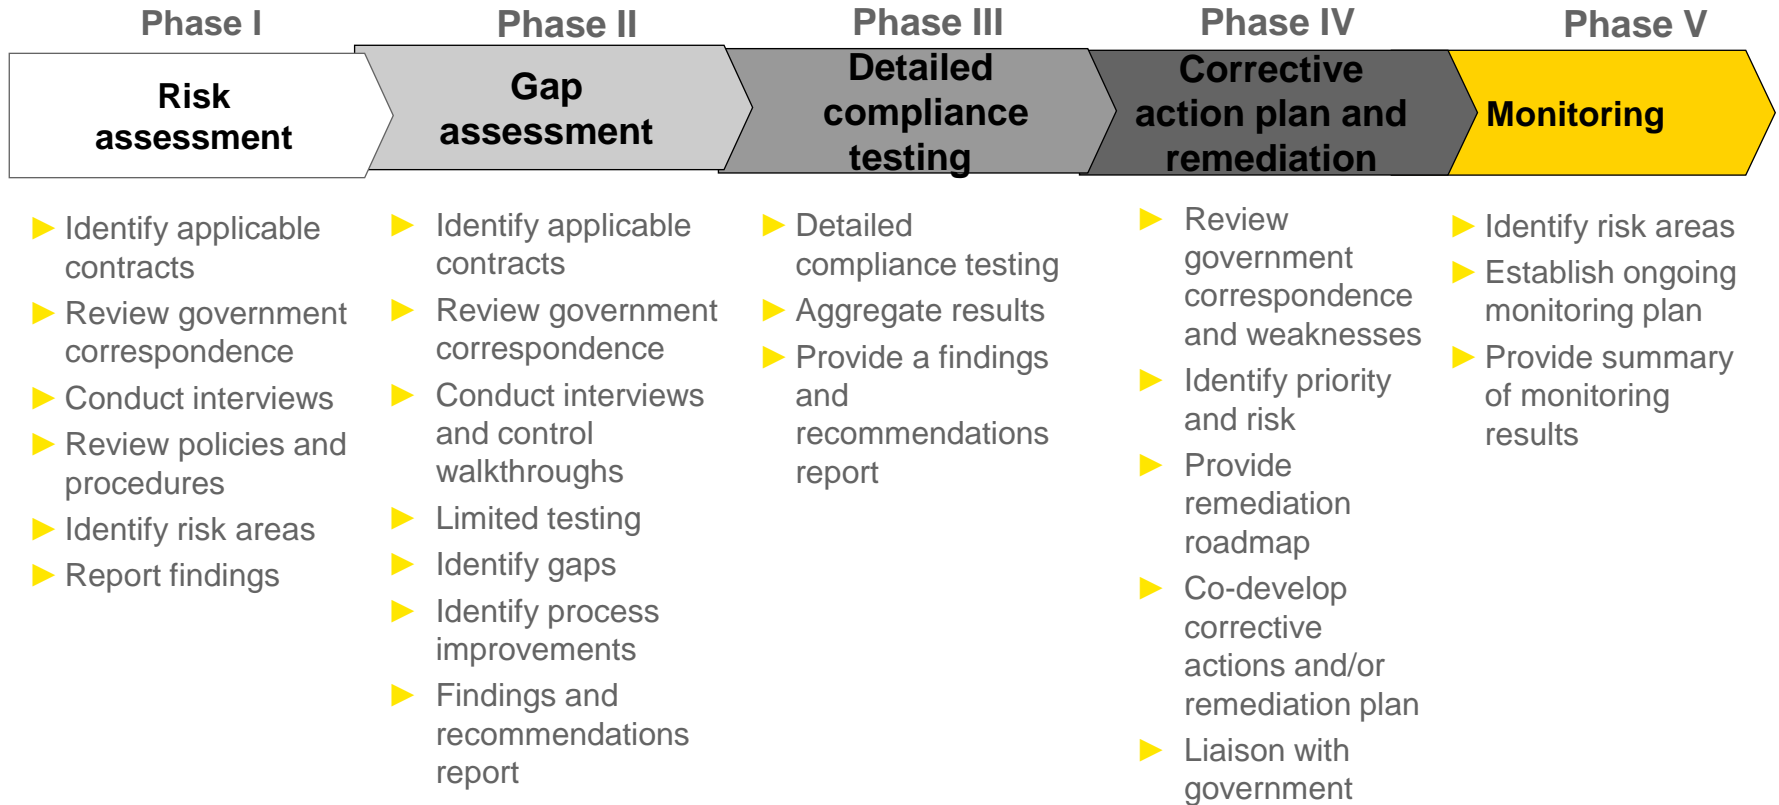 Phase I
Phase II
Phase III
Phase IV
Phase V
Risk
assessment
Gap
assessment
Detailed
compliance
testing
Corrective
action plan and
remediation
Monitoring
Identify applicable
contracts
Review government
correspondence
Conduct interviews
Review policies and
procedures
Identify risk areas
Report findings
Identify applicable
contracts
Review government
correspondence
Conduct interviews
and control
walkthroughs
Limited testing
Identify gaps
Identify process
improvements
Findings and
recommendations
report
Detailed
compliance testing
Aggregate results
Provide a findings
and
recommendations
report
Review
government
correspondence
and weaknesses
Identify priority
and risk
Provide
remediation
roadmap
Co-develop
corrective
actions and/or
remediation plan
Liaison with
government
Identify risk areas
Establish ongoing
monitoring plan
Provide summary
of monitoring
results